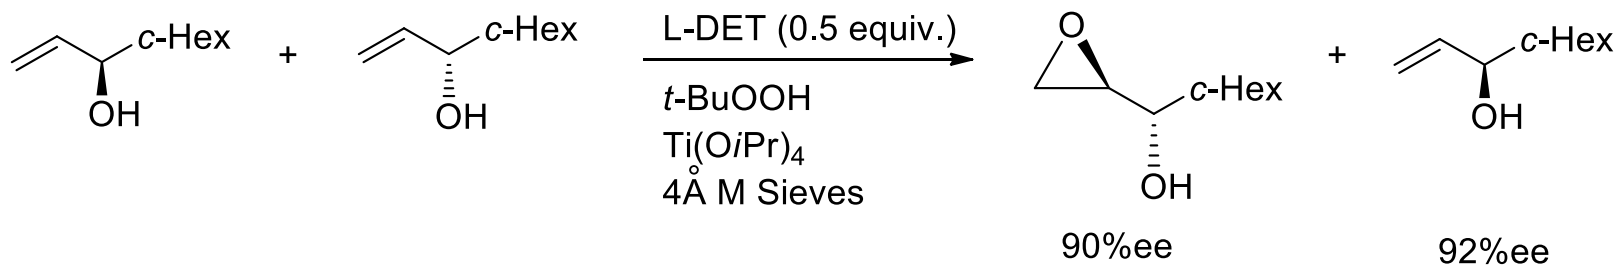 c-Hex
OH
+
c-Hex
OH
L-DET (0.5 equiv.)
t-BuOOH
Ti(OiPr)4
4Å M Sieves
O
c-Hex
OH
90%ee
+
c-Hex
OH
92%ee